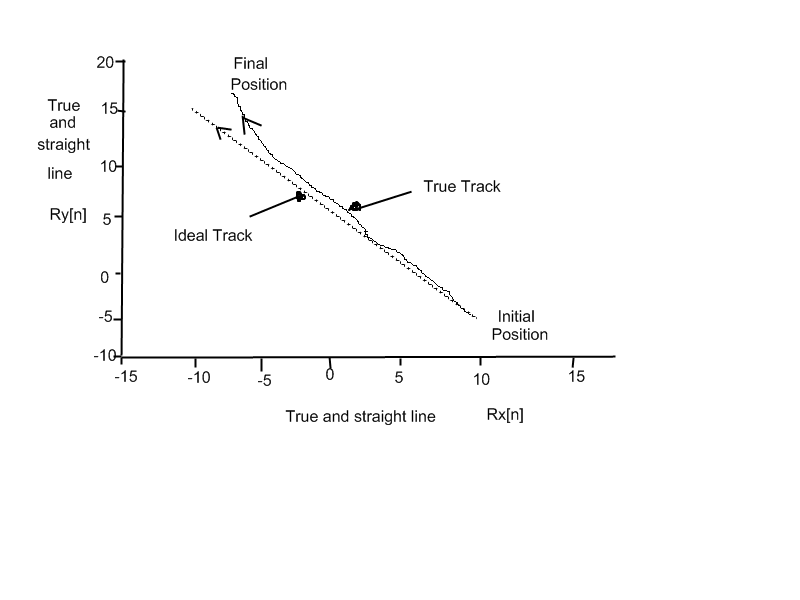 20
Final
Position
True
and
straight
line
15
10
True Track
Ry[n]
5
Ideal Track
0
-5
Initial
Position
-10
-15
-10
-5
0
5
10
15
True and straight line
Rx[n]